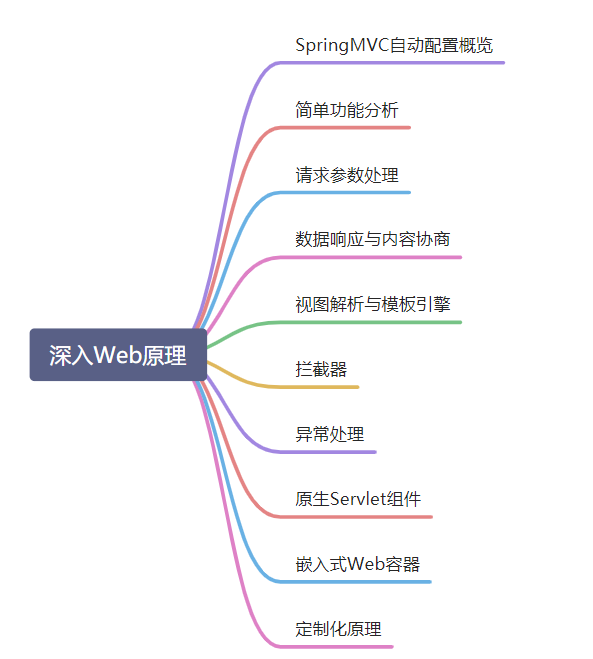 SpringMVC自动配置概览
简单功能分析
请求参数处理
数据响应与内容协商
视图解析与模板引擎
深入Web原理
拦截器
异常处理
原生Servlet组件
嵌入式Web容器
定制化原理